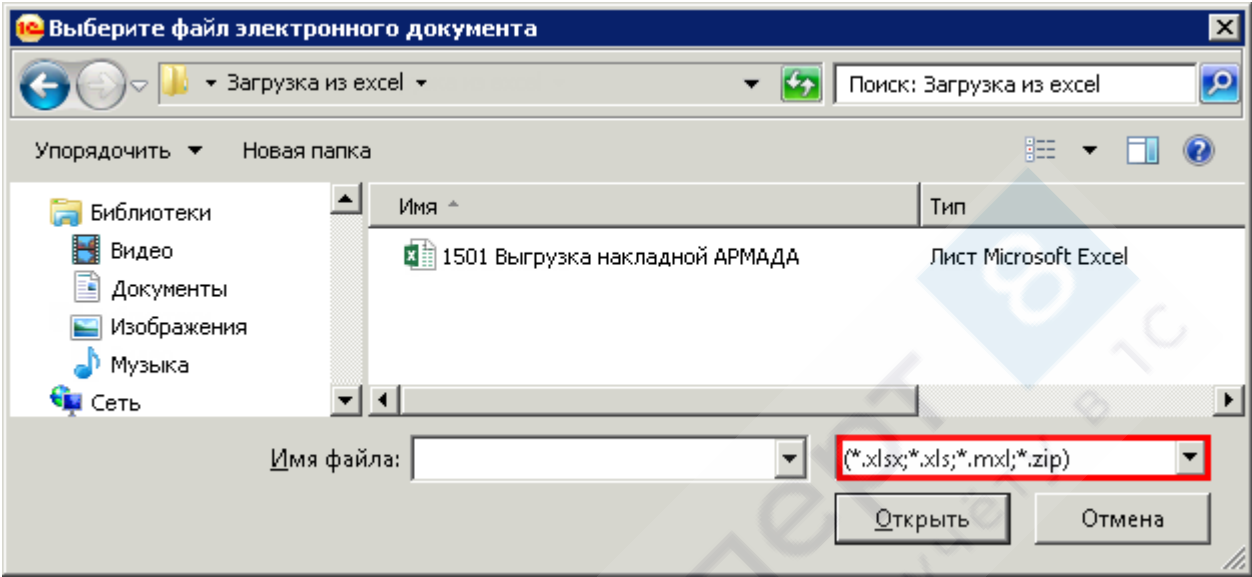 Выберите файл электронного документа
Загрузка из excel
Поиск: Загрузка из excel
Упорядочить
Новая папка
Библиотеки
Видео
Документы
Изображения
Музыка
Сеть
Имя
Тип
1501 Выгрузка накладной АРМАДА
Лист Microsoft Excel
Имя файла:
(*.xlsx;*.xls;*.mxl;*.zip)
Открыть
Отмена